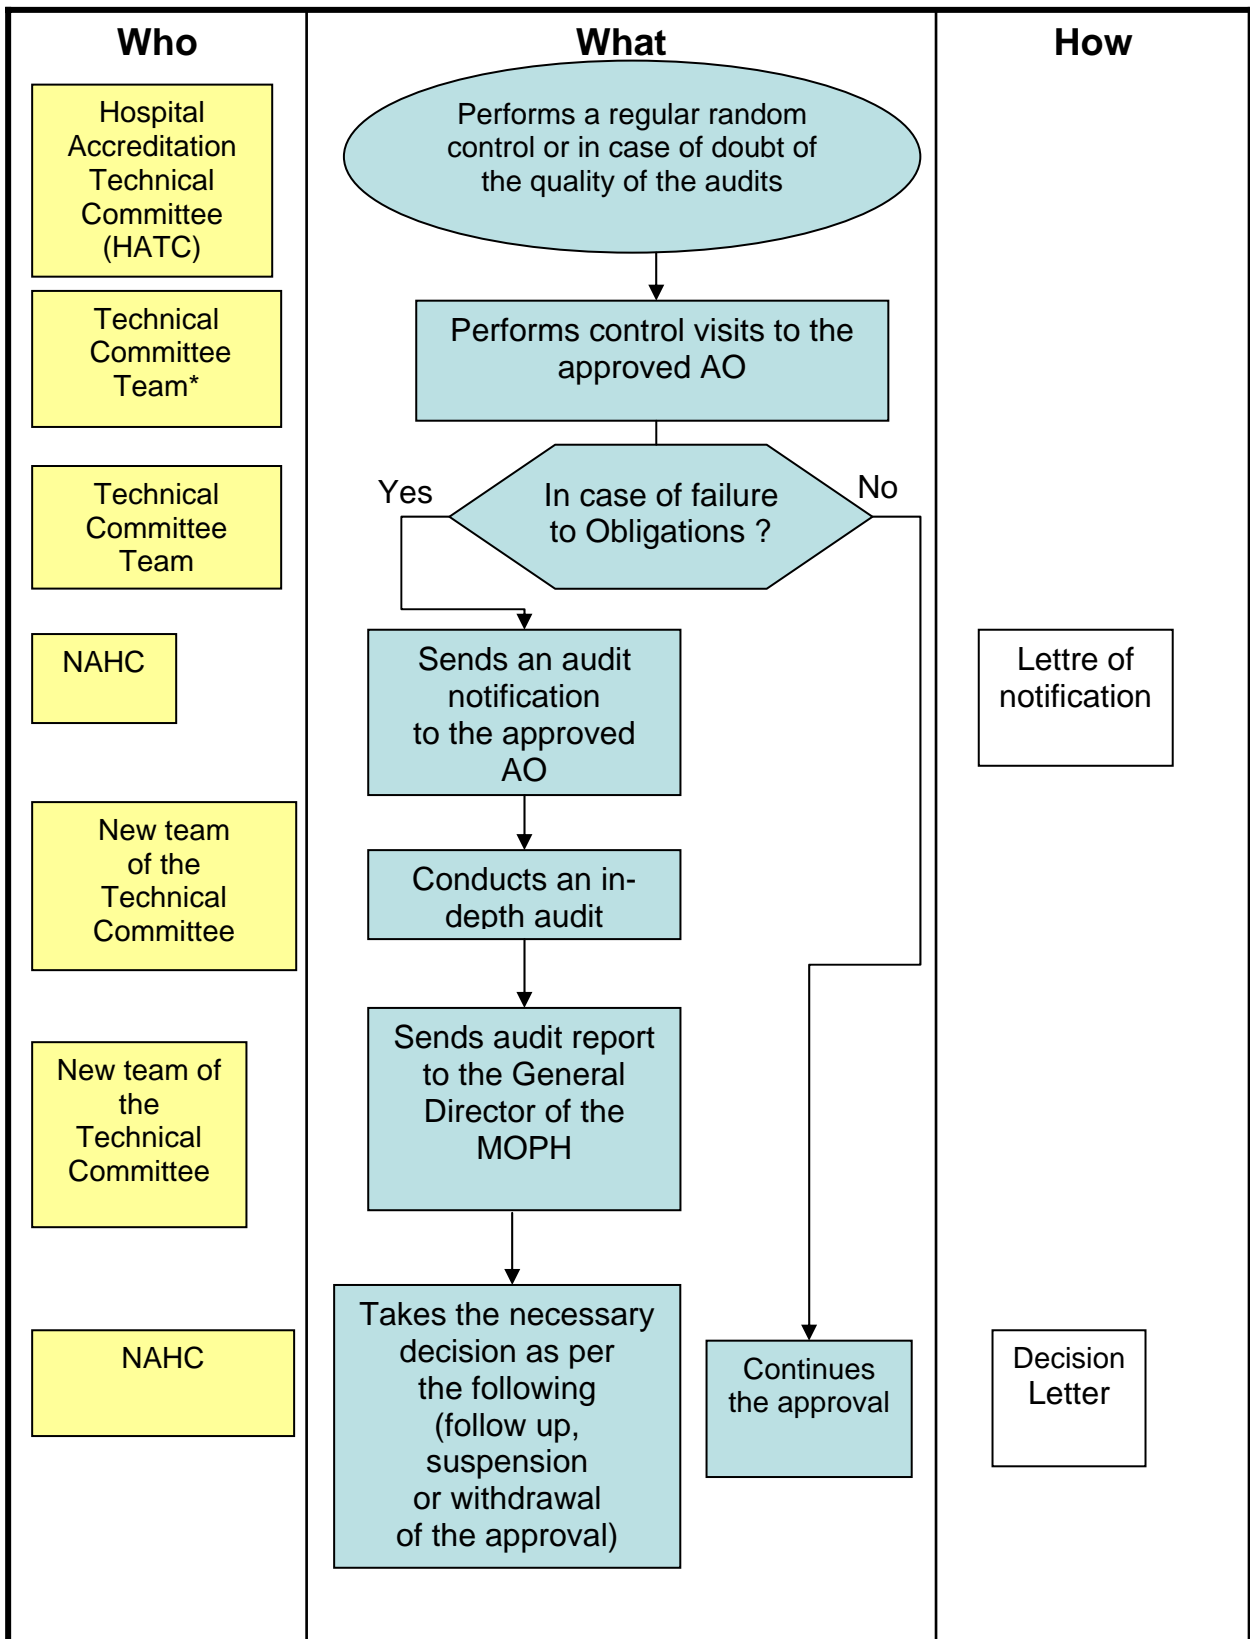 Who
What
How
Hospital
Accreditation
Technical
Committee
(HATC)
Performs a regular random
control or in case of doubt of
the quality of the audits
Technical
Committee
Team*
Performs control visits to the
approved AO
Technical
Committee
Team
Yes
In case of failure
to Obligations ?
No
NAHC
Sends an audit
notification
to the approved
AO
Lettre of
notification
New team
of the
Technical
Committee
Conducts an in-
depth audit
New team of
the
Technical
Committee
Sends audit report
to the General
Director of the
MOPH
NAHC
Takes the necessary
decision as per
the following
(follow up,
suspension
or withdrawal
of the approval)
Continues
the approval
Decision
Letter